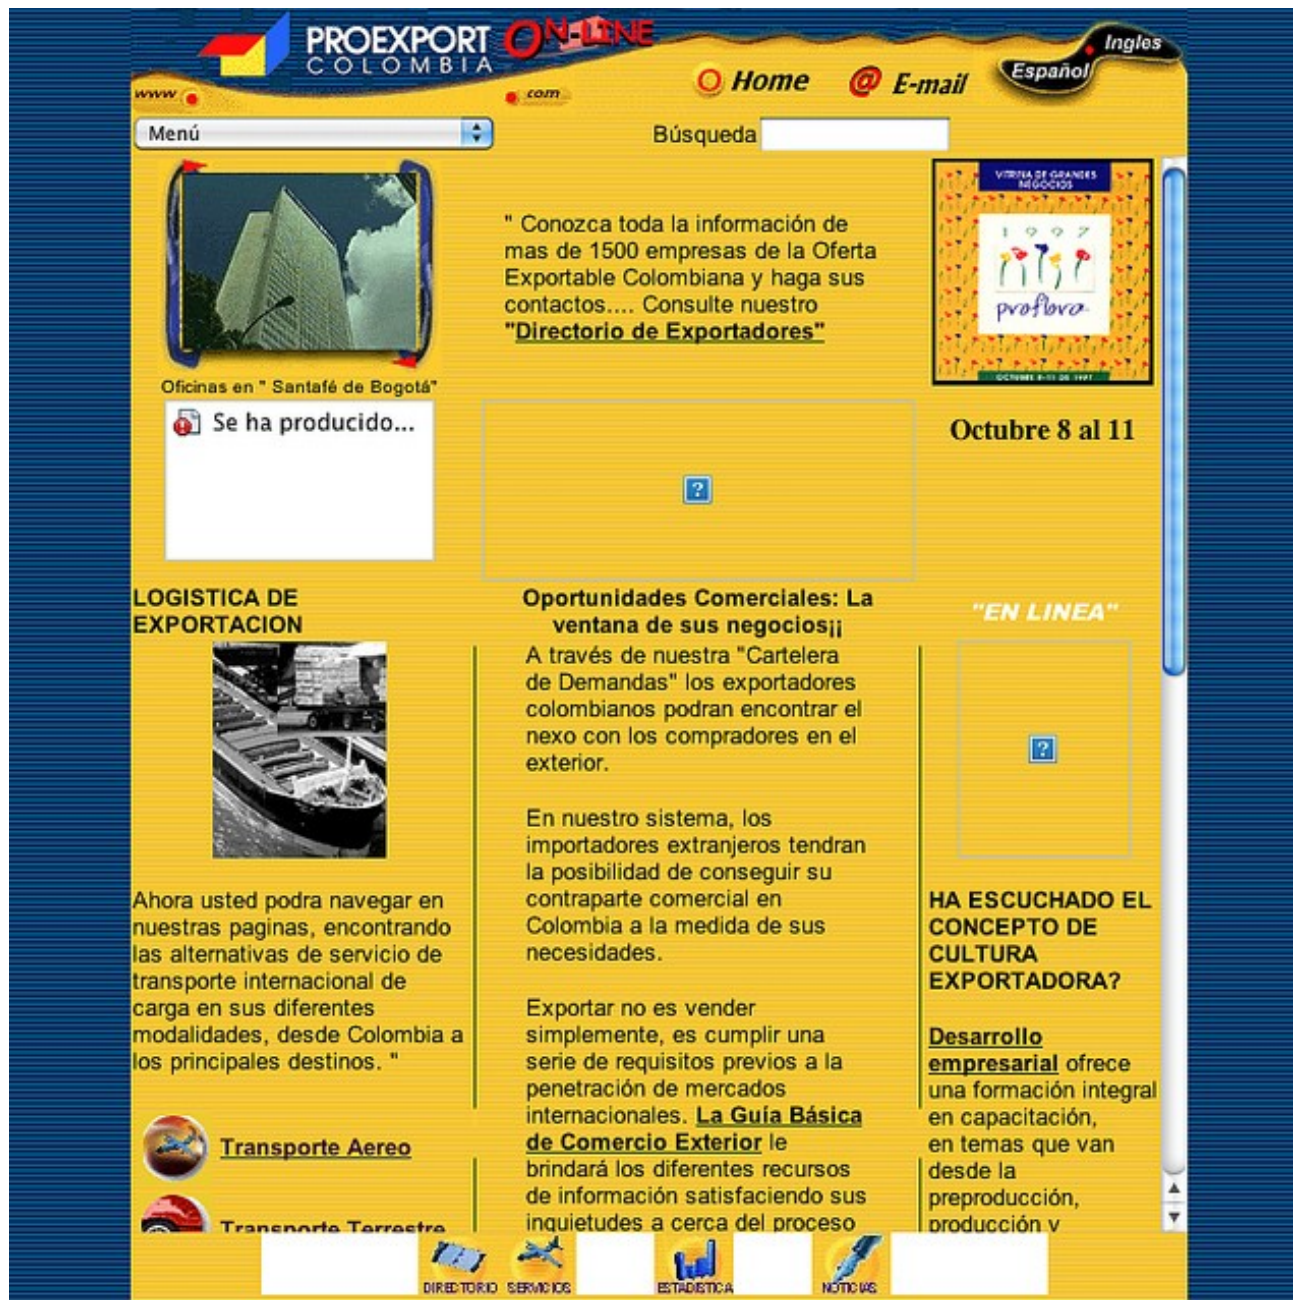 PROEXPORT ON-LINE
COLOMBIA
Ingles
Español
www
.com
Home
E-mail
Menú
Búsqueda
Oficinas en " Santafé de Bogotá"
" Conozca toda la información de
mas de 1500 empresas de la Oferta
Exportable Colombiana y haga sus
contactos.... Consulte nuestro
"Directorio de Exportadores"
VITRINA DE GRANDES
NEGOCIOS
1997
proflora
OCTUBRE 8-11 DE 1997
Octubre 8 al 11
Se ha producido...
?
LOGISTICA DE
EXPORTACION
Ahora usted podra navegar en
nuestras paginas, encontrando
las alternativas de servicio de
transporte internacional de
carga en sus diferentes
modalidades, desde Colombia a
los principales destinos. "
Transporte Aereo
Transporte Terrestre
Oportunidades Comerciales: La
ventana de sus negocios¡¡
A través de nuestra "Cartelera
de Demandas" los exportadores
colombianos podran encontrar el
nexo con los compradores en el
exterior.
En nuestro sistema, los
importadores extranjeros tendran
la posibilidad de conseguir su
contraparte comercial en
Colombia a la medida de sus
necesidades.
Exportar no es vender
simplemente, es cumplir una
serie de requisitos previos a la
penetración de mercados
internacionales. La Guía Básica
de Comercio Exterior le
brindará los diferentes recursos
de información satisfaciendo sus
inquietudes a cerca del proceso
"EN LINEA"
?
HA ESCUCHADO EL
CONCEPTO DE
CULTURA
EXPORTADORA?
Desarrollo
empresarial ofrece
una formación integral
en capacitación,
en temas que van
desde la
preproducción,
producción y
DIRECTORIO SERVICIOS ESTADISTICA NOTICIAS